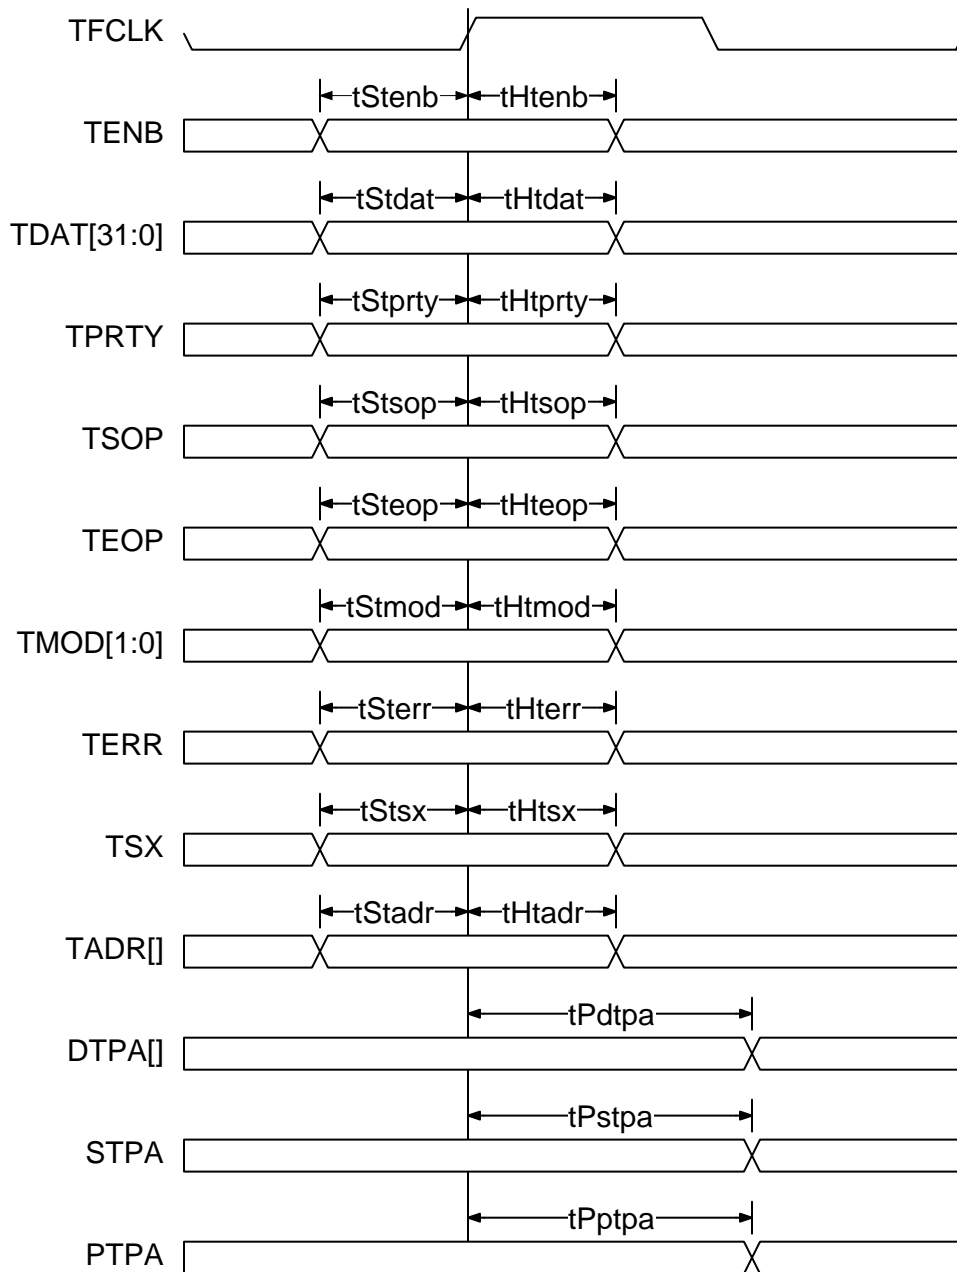 TFCLK
tStenb tHtenb
TENB
tStdat tHtdat
TDAT[31:0]
tStprty tHtprty
TPRTY
tStsop tHtsop
TSOP
tSteop tHteop
TEOP
tStmod tHtmod
TMOD[1:0]
tSterr tHterr
TERR
tStsx tHtsx
TSX
tStadr tHtadr
TADR[]
tPdtpa
DTPA[]
tPstpa
STPA
tPptpa
PTPA